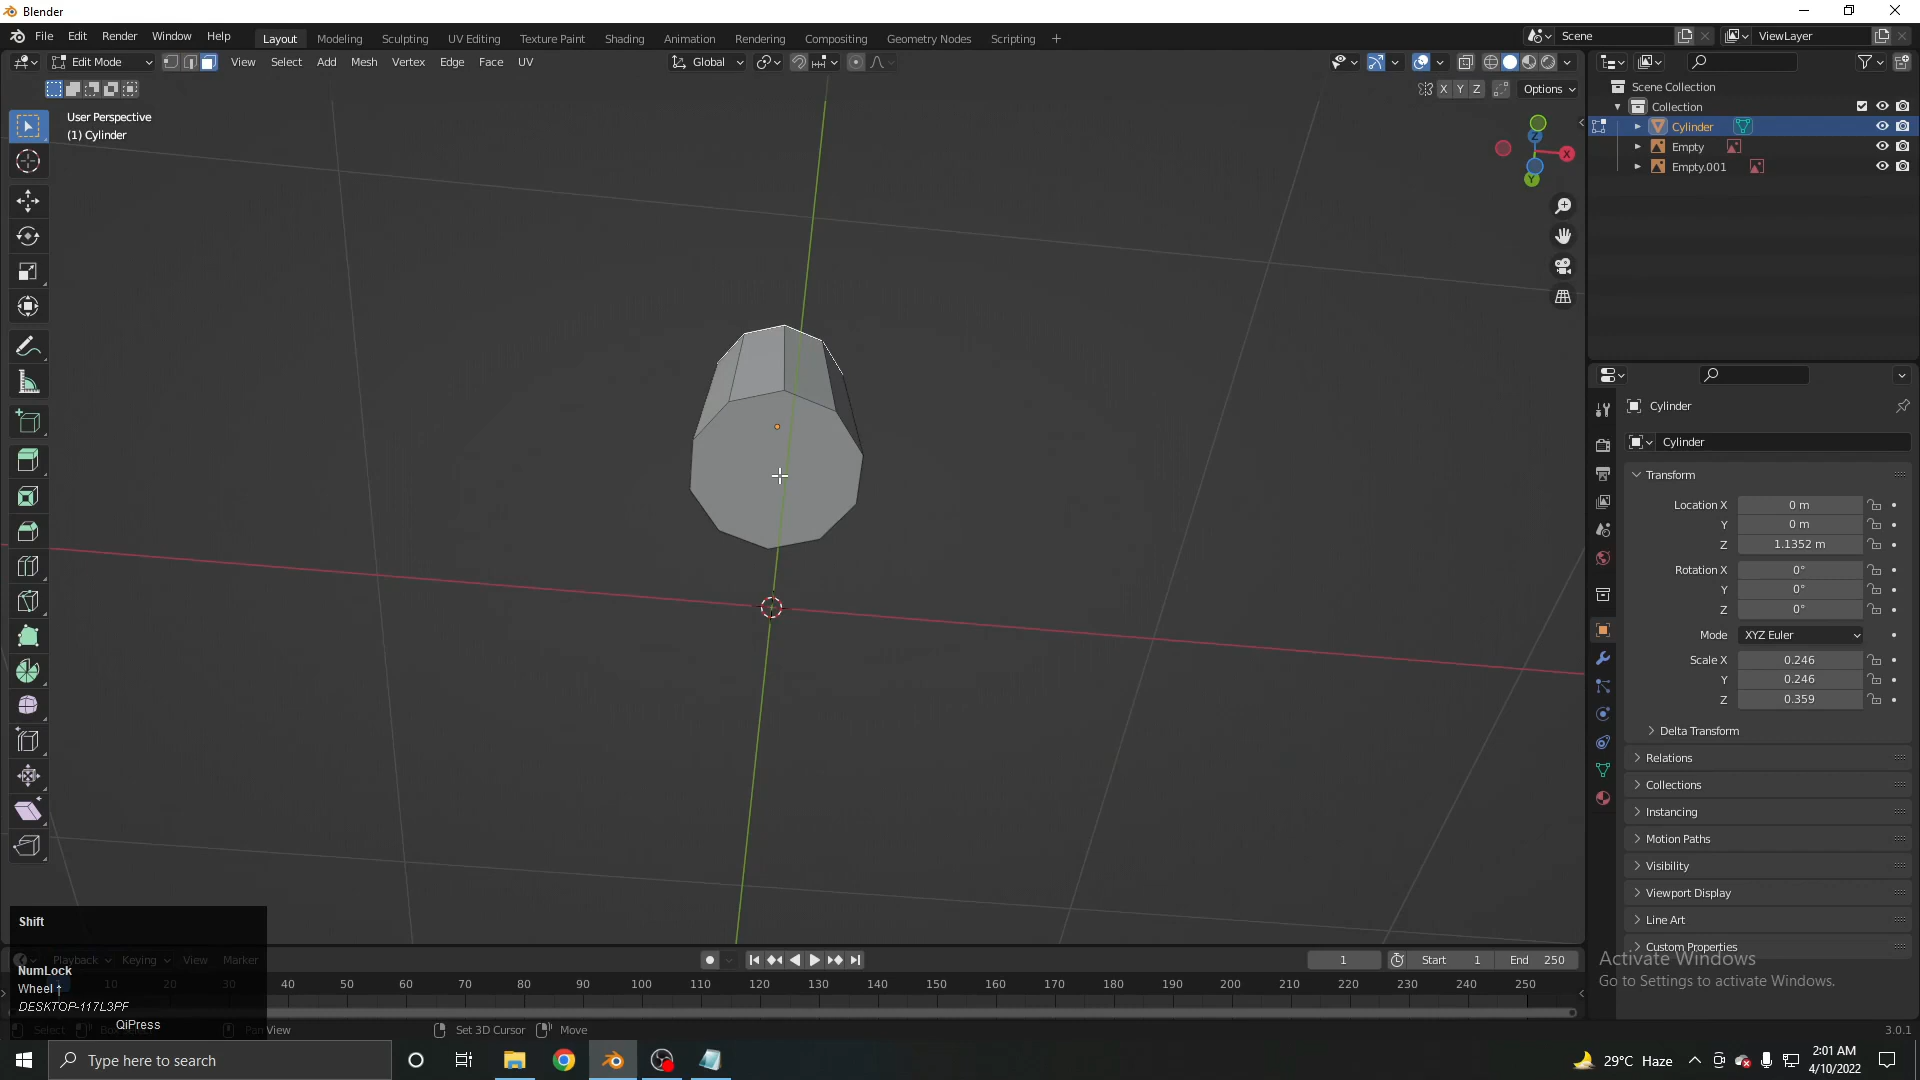 Blender
File Edit Render Window Help
Layout Modeling Sculpting UV Editing Texture Paint Shading Animation Rendering Compositing Geometry Nodes Scripting +
Scene
ViewLayer
Edit Mode View Select Add Mesh Vertex Edge Face UV
Global
X Y Z Options
User Perspective
(1) Cylinder
Z X Y
Scene Collection
Collection
Cylinder
Empty
Empty.001
Cylinder
Cylinder
Transform
Location X 0 m
Y 0 m
Z 1.1352 m
Rotation X 0°
Y 0°
Z 0°
Mode XYZ Euler
Scale X 0.246
Y 0.246
Z 0.359
Delta Transform
Relations
Collections
Instancing
Motion Paths
Visibility
Viewport Display
Line Art
Custom Properties
Activate Windows
Go to Settings to activate Windows.
Shift
NumLock
Wheel ↑
DESKTOP-117L3PF
QiPress
Playback Keying View Marker
1 Start 1 End 250
10 20 30 40 50 60 70 80 90 100 110 120 130 140 150 160 170 180 190 200 210 220 230 240 250
Select Pan View Set 3D Cursor Move
3.0.1
Type here to search
29°C Haze
2:01 AM
4/10/2022